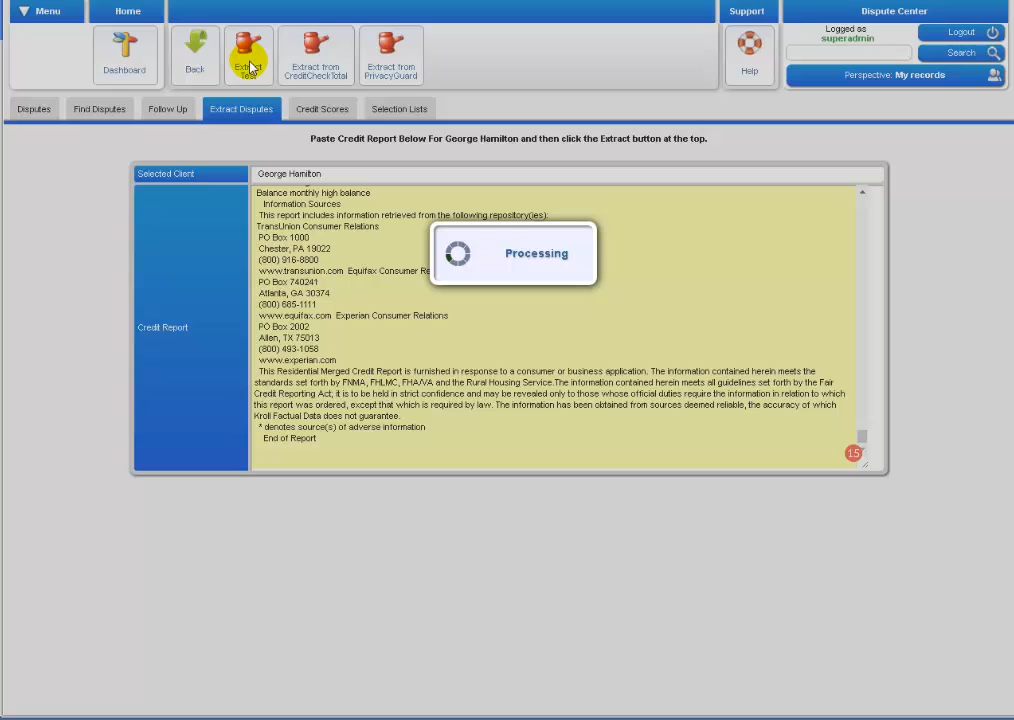 Menu
Home
Support
Dispute Center
Dashboard
Back
Extract
Text
Extract from
CreditCheckTotal
Extract from
PrivacyGuard
Help
Logged as
superadmin
Logout
Search
Perspective: My records
Disputes
Find Disputes
Follow Up
Extract Disputes
Credit Scores
Selection Lists
Paste Credit Report Below For George Hamilton and then click the Extract button at the top.
Selected Client
George Hamilton
Credit Report
Balance monthly high balance
Information Sources
This report includes information retrieved from the following repository(ies):
TransUnion Consumer Relations
PO Box 1000
Chester, PA 19022
(800) 916-8800
www.transunion.com Equifax Consumer Re
PO Box 740241
Atlanta, GA 30374
(800) 685-1111
www.equifax.com Experian Consumer Relations
PO Box 2002
Allen, TX 75013
(800) 493-1058
www.experian.com
This Residential Merged Credit Report is furnished in response to a consumer or business application. The information contained herein meets the
standards set forth by FNMA, FHLMC, FHA/VA and the Rural Housing Service.The information contained herein meets all guidelines set forth by the Fair
Credit Reporting Act; it is to be held in strict confidence and may be revealed only to those whose official duties require the information in relation to which
this report was ordered, except that which is required by law. The information has been obtained from sources deemed reliable, the accuracy of which
Kroll Factual Data does not guarantee.
* denotes source(s) of adverse information
End of Report
Processing
15